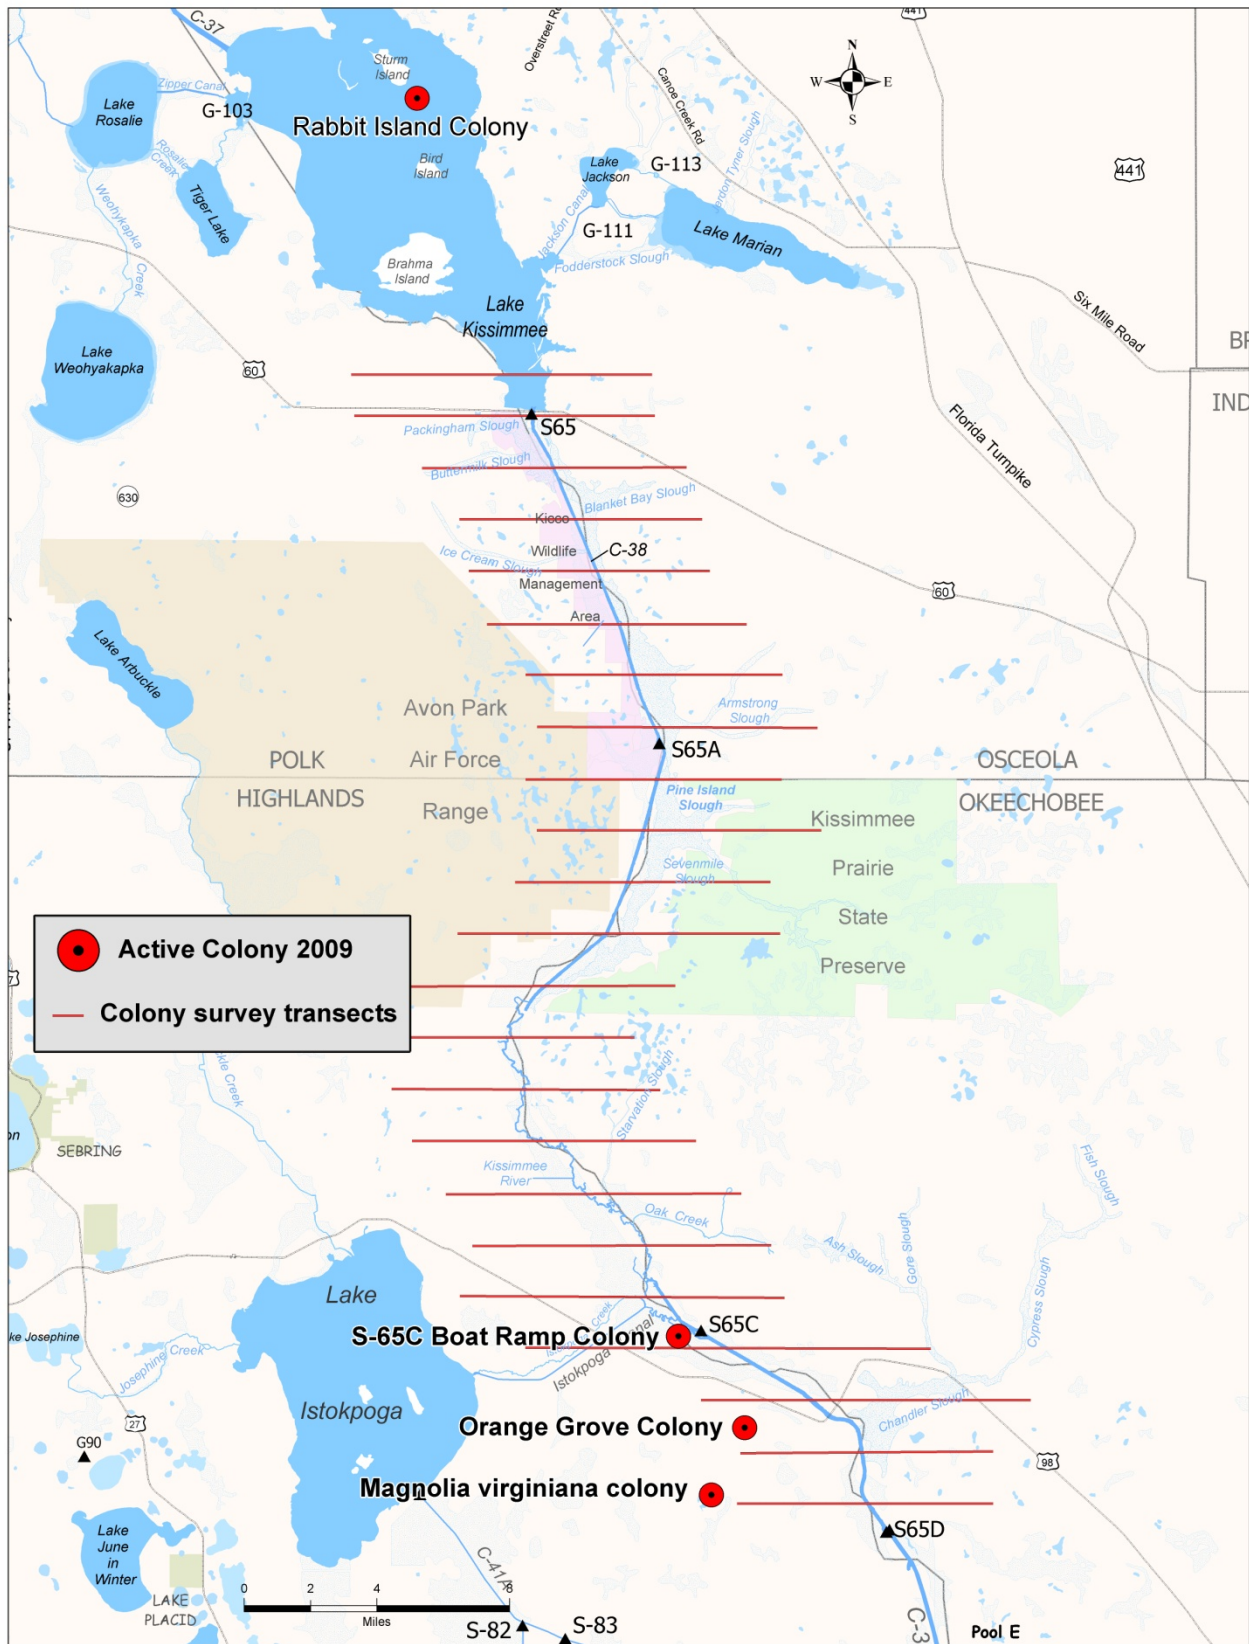 C-37
441
Overstreet Rd
Sturm
Island
N
W E
S
Zipper Canal
Lake
Rosalie
G-103
Rabbit Island Colony
Canoe Creek Rd
Rosalie
Creek
Bird
Island
Lake
Jackson
G-113
441
Tiger Lake
Weohyakapka
Creek
Jackson Canal
G-111
Lake Marian
Fodderstock Slough
Brahma
Island
Lake
Kissimmee
Six Mile Road
Lake
Weohyakapka
60
IND
Packingham Slough
S65
Florida Turnpike
Buttermilk Slough
630
Blanket Bay Slough
Kicco
Wildlife
Management
Area
Ice Cream Slough
C-38
60
Lake Arbuckle
Avon Park
Air Force
Range
Armstrong
Slough
S65A
POLK
OSCEOLA
HIGHLANDS
OKEECHOBEE
Pine Island
Slough
Kissimmee
Prairie
State
Preserve
Sevenmile
Slough
Active Colony 2009
Colony survey transects
Starvation Slough
SEBRING
Kissimmee
River
Fish Slough
Oak Creek
Ash Slough
Gore Slough
Cypress Slough
Lake
Istokpoga
Istokpoga Canal
S-65C Boat Ramp Colony
S65C
Josephine Creek
27
Chandler Slough
Orange Grove Colony
G90
98
Magnolia virginiana colony
S65D
Lake
June
in
Winter
C-41A
0 2 4 8
Miles
LAKE
PLACID
S-82
S-83
C-3
Pool E